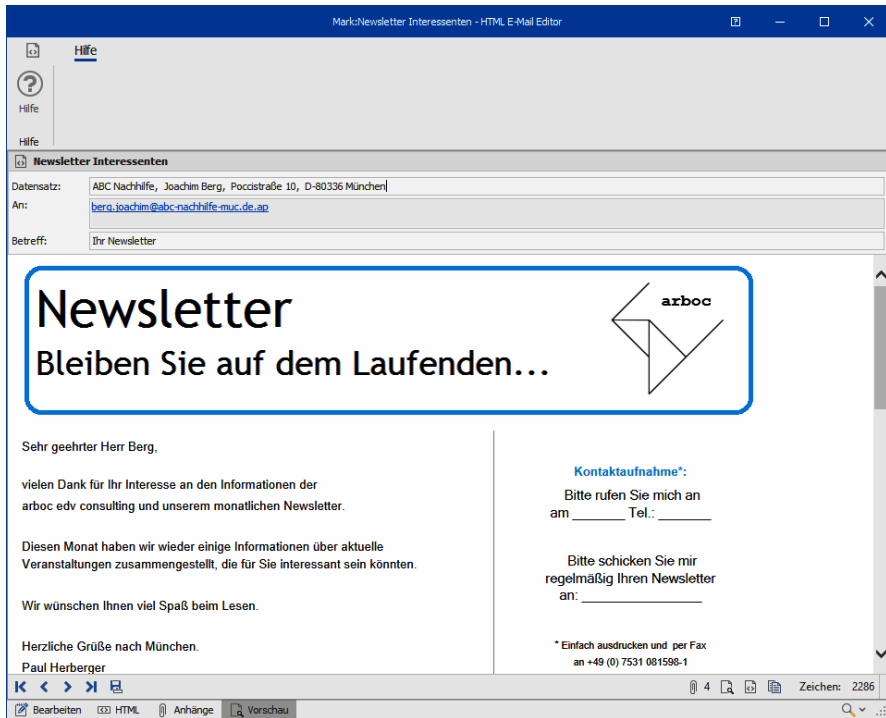 Mark:Newsletter Interessenten - HTML E-Mail Editor
Hilfe
Hilfe
Hilfe
Newsletter Interessenten
Datensatz: ABC Nachhilfe, Joachim Berg, Poccistraße 10, D-80336 München
An: berg.joachim@abc-nachhilfe-muc.de.ap
Betreff: Ihr Newsletter
Newsletter
arboc
Bleiben Sie auf dem Laufenden...
Sehr geehrter Herr Berg,
vielen Dank für Ihr Interesse an den Informationen der
arboc edv consulting und unserem monatlichen Newsletter.
Diesen Monat haben wir wieder einige Informationen über aktuelle
Veranstaltungen zusammengestellt, die für Sie interessant sein könnten.
Wir wünschen Ihnen viel Spaß beim Lesen.
Herzliche Grüße nach München.
Paul Herberger
Kontaktaufnahme*:
Bitte rufen Sie mich an
am _______ Tel.: _______
Bitte schicken Sie mir
regelmäßig Ihren Newsletter
an: ________________
* Einfach ausdrucken und per Fax
an +49 (0) 7531 081598-1
4 Zeichen: 2286
Bearbeiten HTML Anhänge Vorschau